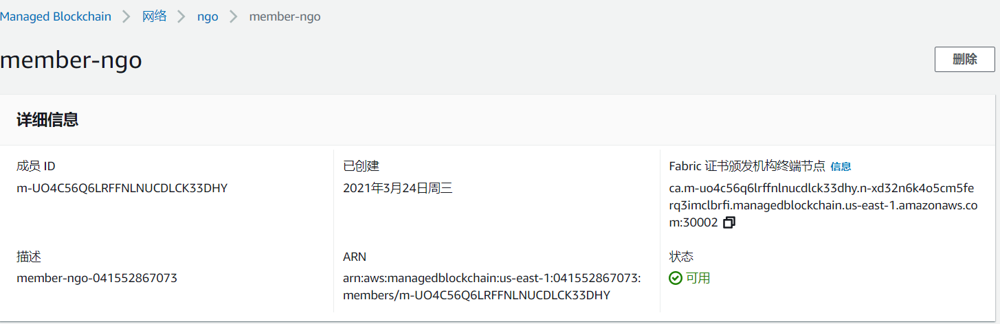 Managed Blockchain > 网络 > ngo > member-ngo
member-ngo
删除
详细信息
成员 ID
m-UO4C56Q6LRFFNLNUCDLCK33DHY
已创建
2021年3月24日周三
Fabric 证书颁发机构终端节点 信息
ca.m-uo4c56q6lrffnlnucdlck33dhy.n-xd32n6k4o5cm5fe
rq3imclbrfi.managedblockchain.us-east-1.amazonaws.co
m:30002
描述
member-ngo-041552867073
ARN
arn:aws:managedblockchain:us-east-1:041552867073:
members/m-UO4C56Q6LRFFNLNUCDLCK33DHY
状态
可用